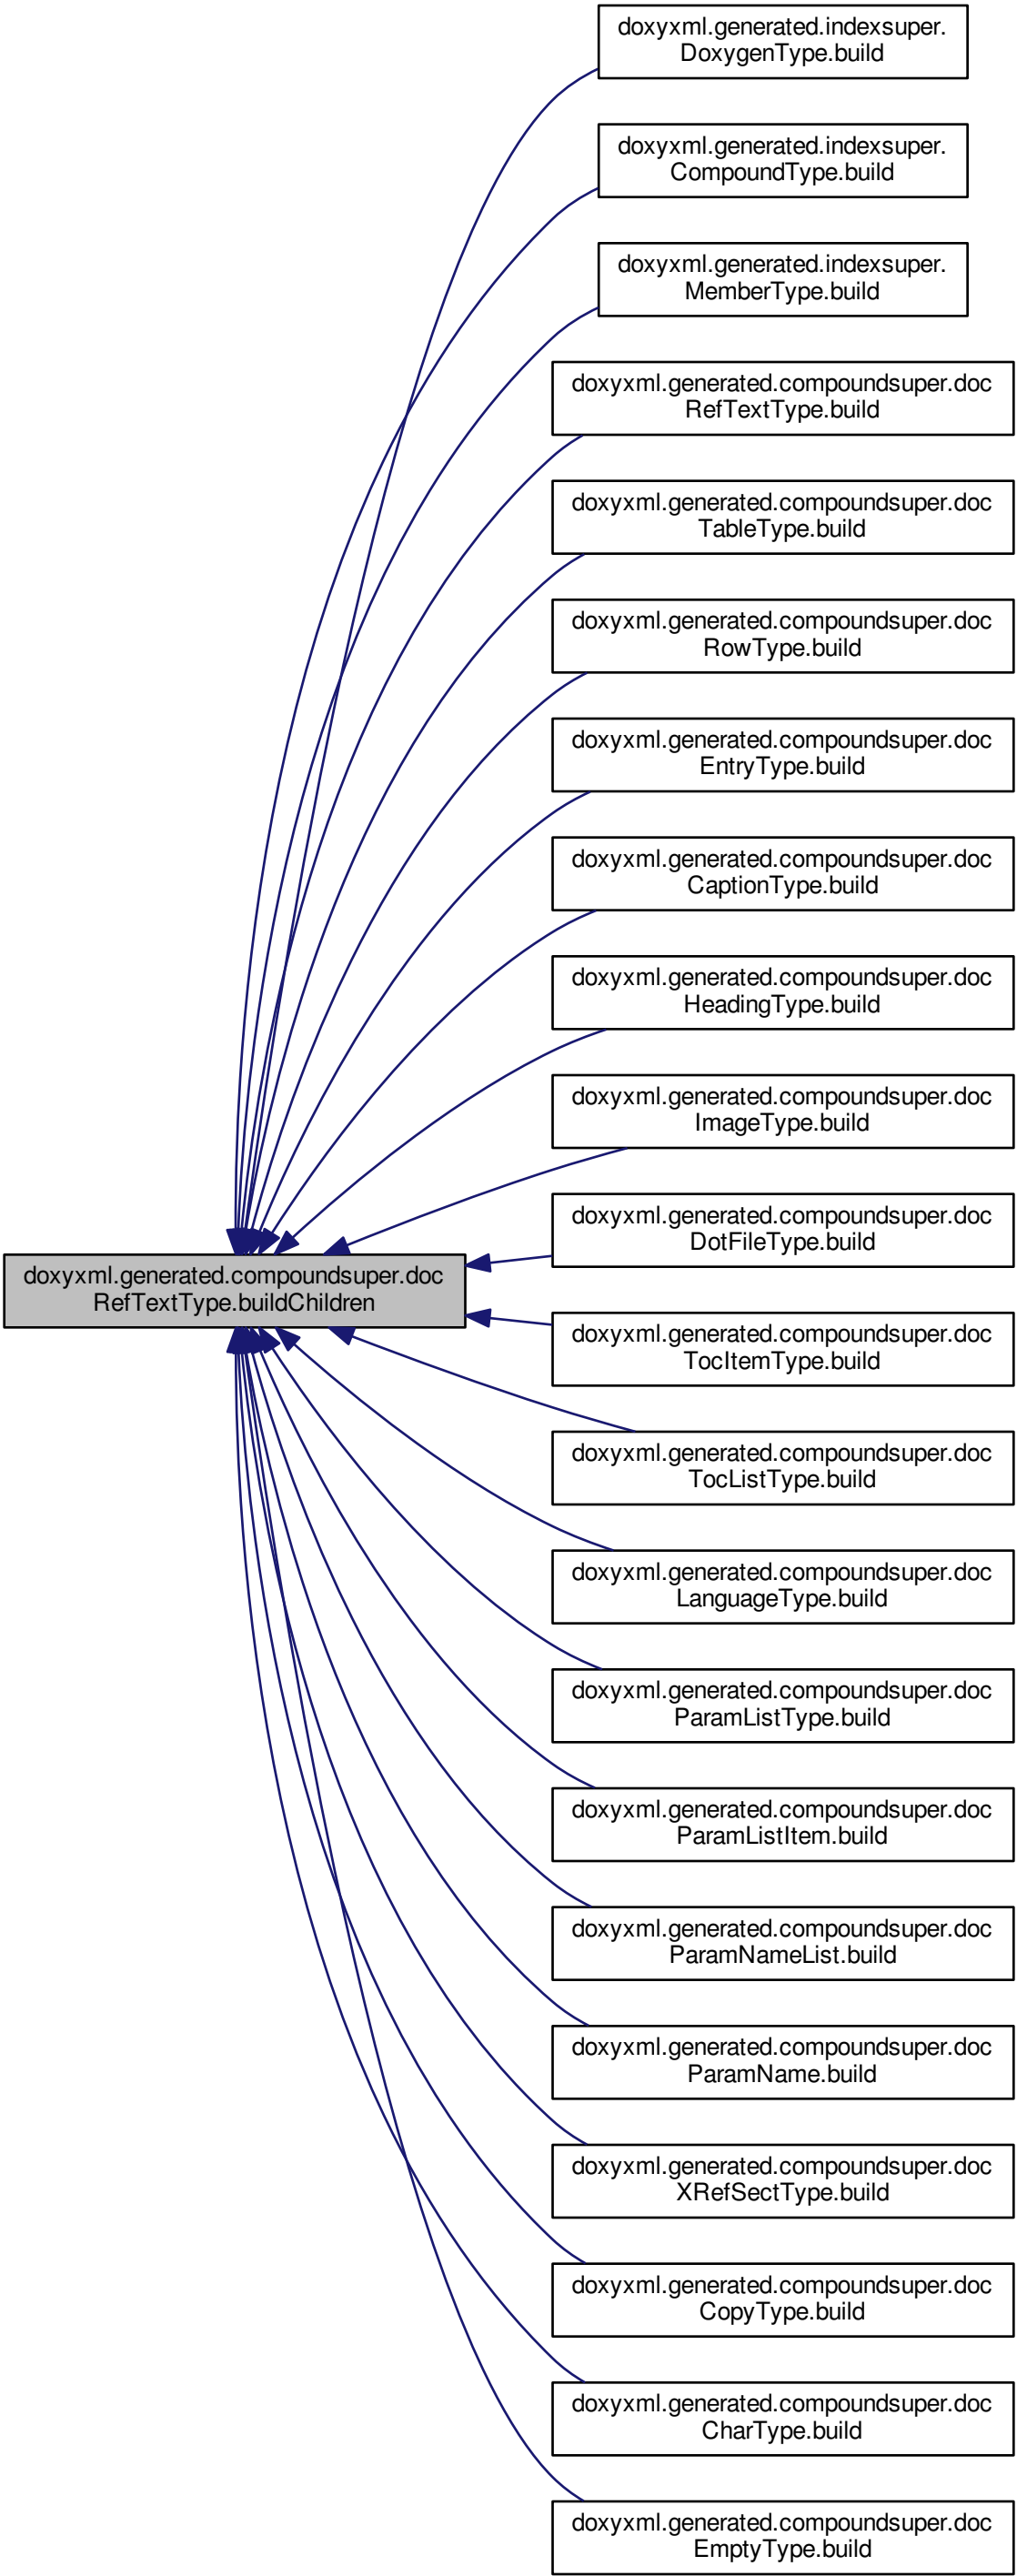 doxyxml.generated.indexsuper.
DoxygenType.build
doxyxml.generated.indexsuper.
CompoundType.build
doxyxml.generated.indexsuper.
MemberType.build
doxyxml.generated.compoundsuper.doc
RefTextType.build
doxyxml.generated.compoundsuper.doc
TableType.build
doxyxml.generated.compoundsuper.doc
RowType.build
doxyxml.generated.compoundsuper.doc
EntryType.build
doxyxml.generated.compoundsuper.doc
CaptionType.build
doxyxml.generated.compoundsuper.doc
HeadingType.build
doxyxml.generated.compoundsuper.doc
ImageType.build
doxyxml.generated.compoundsuper.doc
DotFileType.build
doxyxml.generated.compoundsuper.doc
RefTextType.buildChildren
doxyxml.generated.compoundsuper.doc
TocItemType.build
doxyxml.generated.compoundsuper.doc
TocListType.build
doxyxml.generated.compoundsuper.doc
LanguageType.build
doxyxml.generated.compoundsuper.doc
ParamListType.build
doxyxml.generated.compoundsuper.doc
ParamListItem.build
doxyxml.generated.compoundsuper.doc
ParamNameList.build
doxyxml.generated.compoundsuper.doc
ParamName.build
doxyxml.generated.compoundsuper.doc
XRefSectType.build
doxyxml.generated.compoundsuper.doc
CopyType.build
doxyxml.generated.compoundsuper.doc
CharType.build
doxyxml.generated.compoundsuper.doc
EmptyType.build